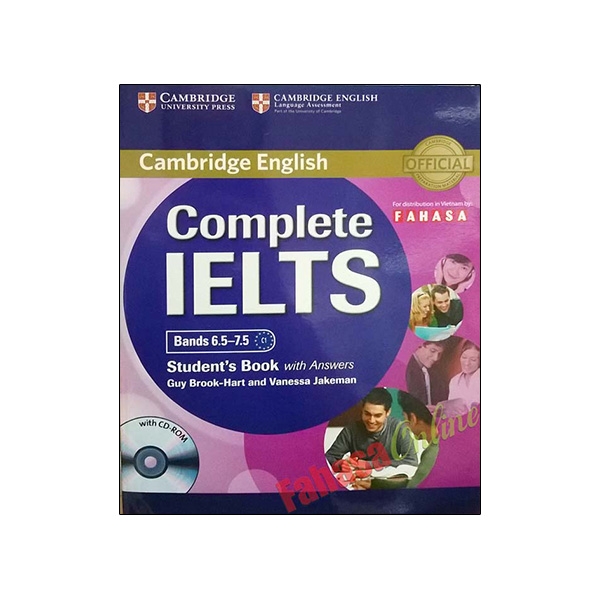 CAMBRIDGE
UNIVERSITY PRESS
CAMBRIDGE ENGLISH
Language Assessment
Part of the University of Cambridge
Cambridge English
CAMBRIDGE
OFFICIAL
For distribution in Vietnam by:
FAHASA
Complete
IELTS
Bands 6.5–7.5 C1
Student's Book with Answers
Guy Brook-Hart and Vanessa Jakeman
with CD-ROM
Fahasa Online